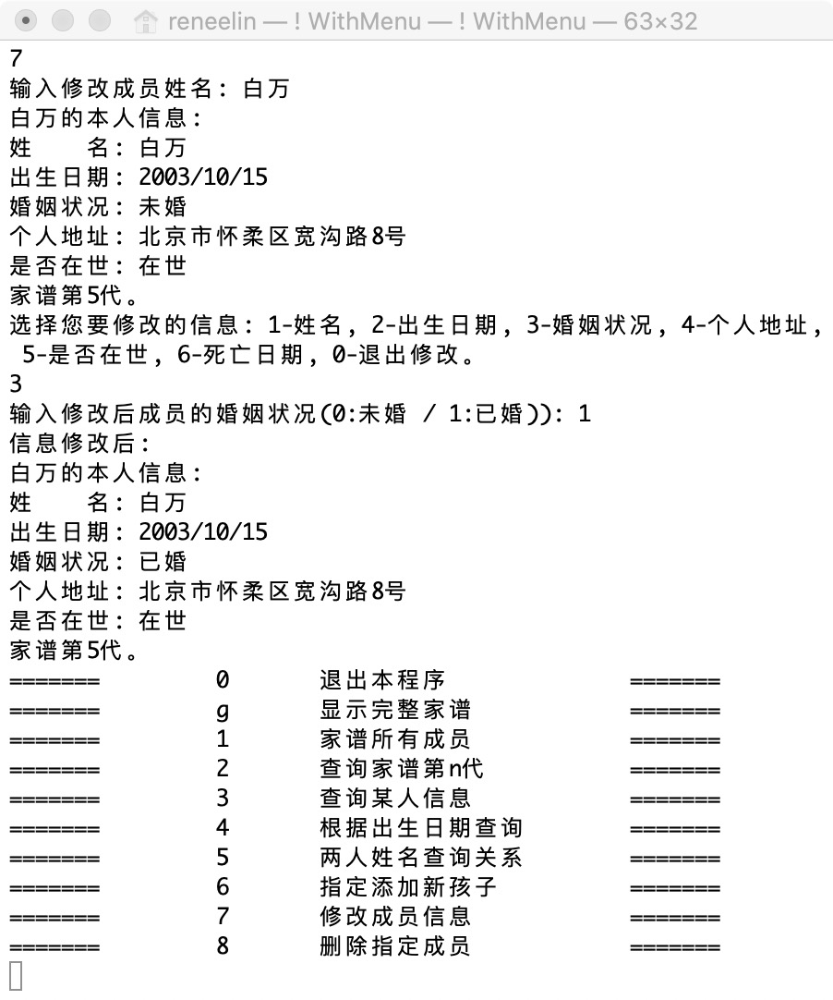 reneelin — ! WithMenu — ! WithMenu — 63×32
7
输入修改成员姓名: 白万
白万的本人信息:
姓    名: 白万
出生日期: 2003/10/15
婚姻状况: 未婚
个人地址: 北京市怀柔区宽沟路8号
是否在世: 在世
家谱第5代。
选择您要修改的信息: 1-姓名, 2-出生日期, 3-婚姻状况, 4-个人地址,
5-是否在世, 6-死亡日期, 0-退出修改。
3
输入修改后成员的婚姻状况(0:未婚 / 1:已婚)): 1
信息修改后:
白万的本人信息:
姓    名: 白万
出生日期: 2003/10/15
婚姻状况: 已婚
个人地址: 北京市怀柔区宽沟路8号
是否在世: 在世
家谱第5代。
=======         0       退出本程序              =======
=======         g       显示完整家谱            =======
=======         1       家谱所有成员            =======
=======         2       查询家谱第n代           =======
=======         3       查询某人信息            =======
=======         4       根据出生日期查询        =======
=======         5       两人姓名查询关系        =======
=======         6       指定添加新孩子          =======
=======         7       修改成员信息            =======
=======         8       删除指定成员            =======